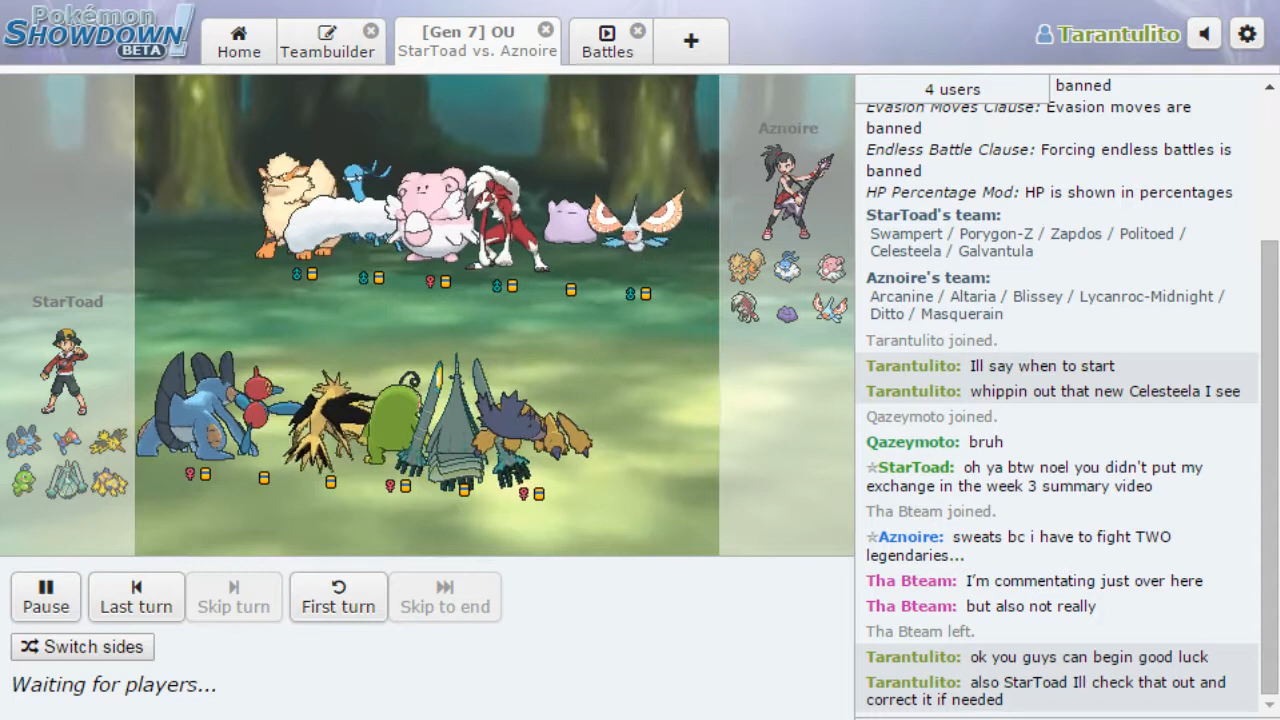 Pokémon
SHOWDOWN!
BETA
Home
Teambuilder
[Gen 7] OU
StarToad vs. Aznoire
Battles
+
Tarantulito
4 users
banned
Evasion Moves Clause: Evasion moves are
banned
Endless Battle Clause: Forcing endless battles is
banned
HP Percentage Mod: HP is shown in percentages
StarToad's team:
Swampert / Porygon-Z / Zapdos / Politoed /
Celesteela / Galvantula
Aznoire's team:
Arcanine / Altaria / Blissey / Lycanroc-Midnight /
Ditto / Masquerain
Tarantulito joined.
Tarantulito: Ill say when to start
Tarantulito: whippin out that new Celesteela I see
Qazeymoto joined.
Qazeymoto: bruh
☆StarToad: oh ya btw noel you didn't put my
exchange in the week 3 summary video
Tha Bteam joined.
☆Aznoire: sweats bc i have to fight TWO
legendaries...
Tha Bteam: I'm commentating just over here
Tha Bteam: but also not really
Tha Bteam left.
Tarantulito: ok you guys can begin good luck
Tarantulito: also StarToad Ill check that out and
correct it if needed
Aznoire
StarToad
Pause
Last turn
Skip turn
First turn
Skip to end
Switch sides
Waiting for players...